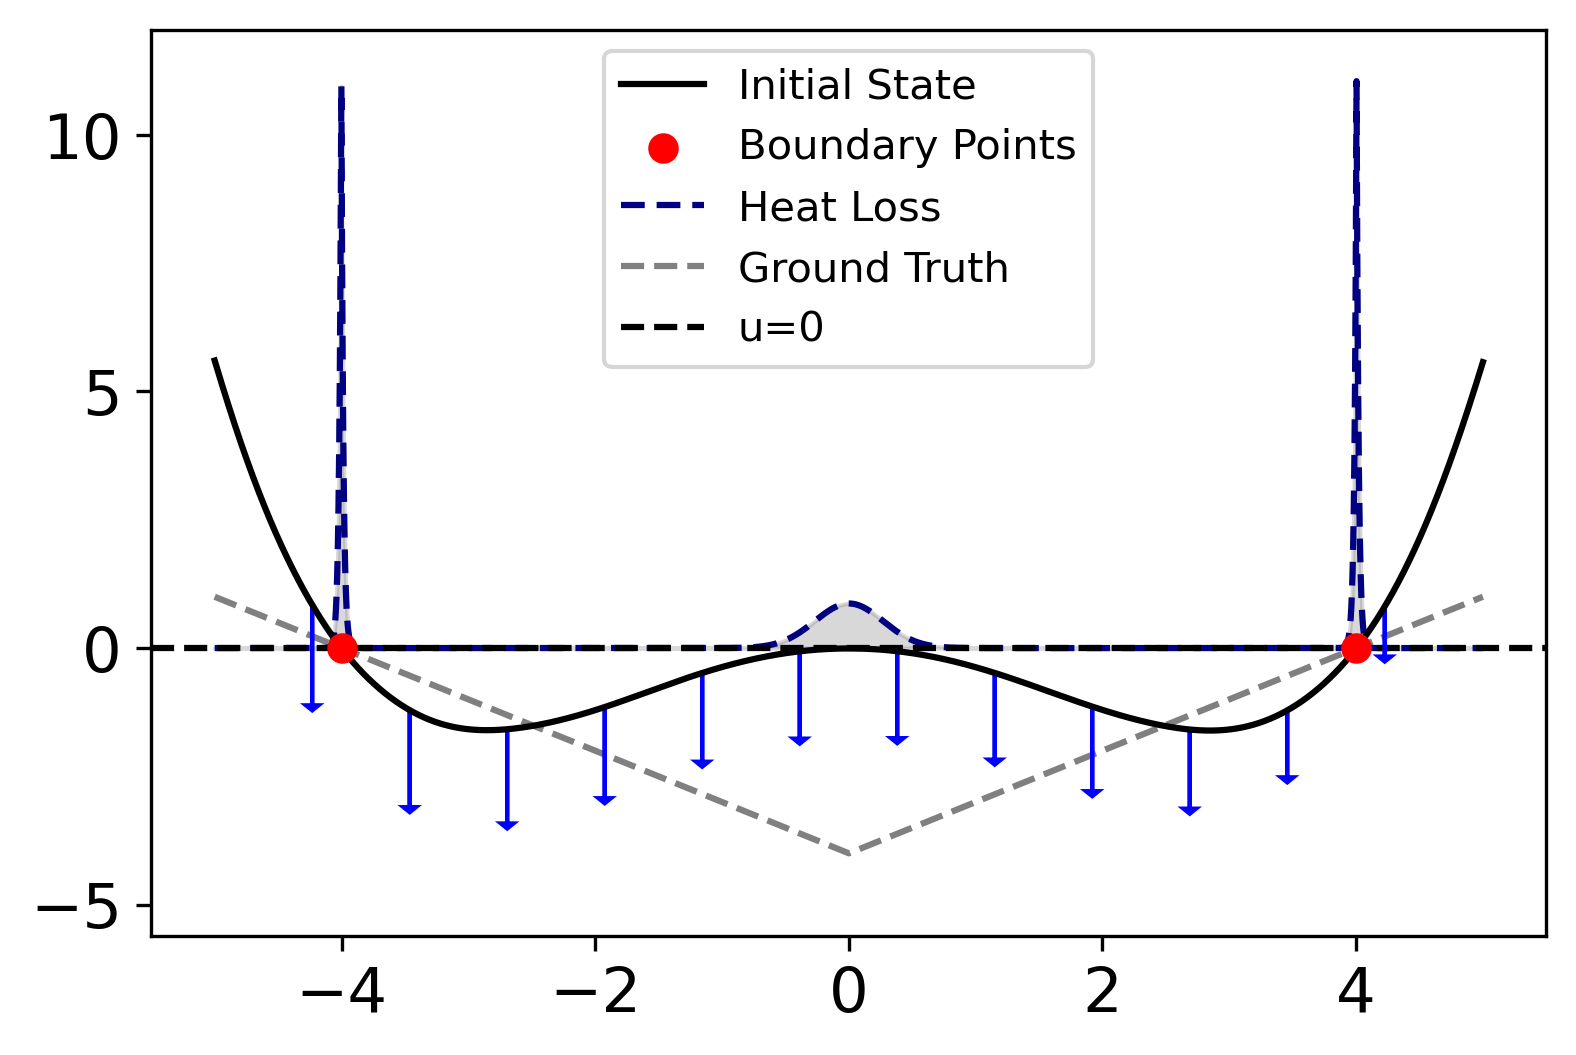 Initial State
Boundary Points
Heat Loss
Ground Truth
u=0
10
5
0
−5
−4 −2 0 2 4